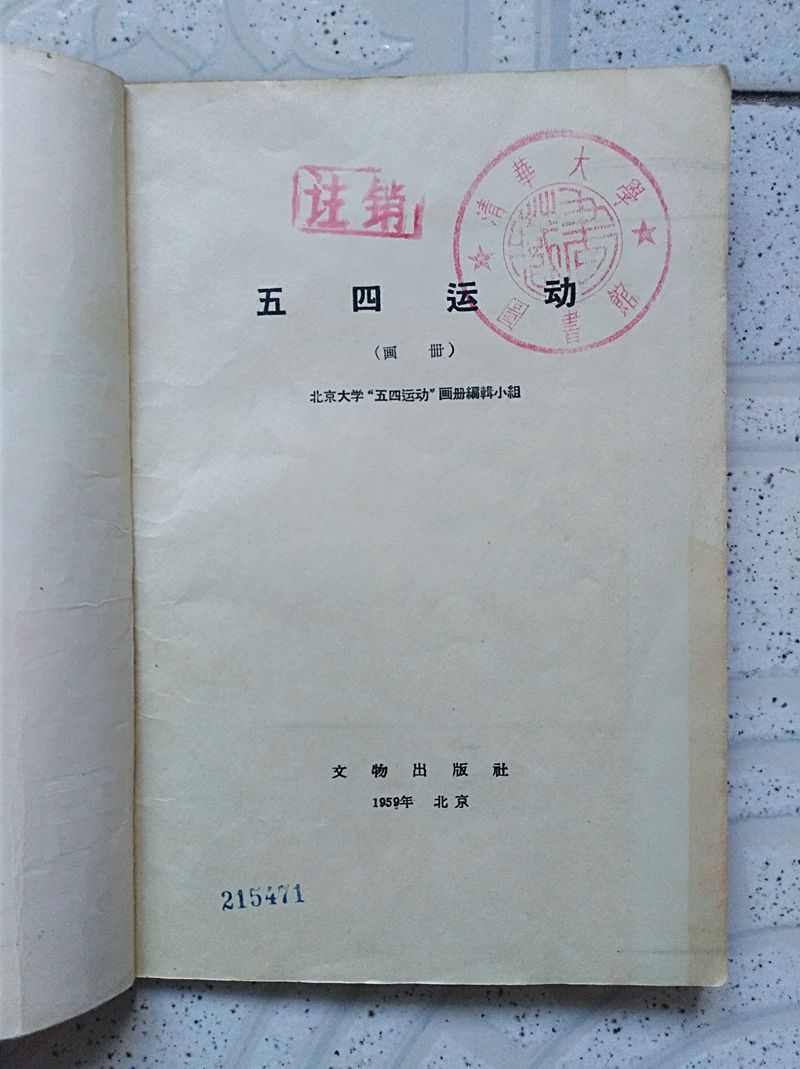 注销
清華大學
圖書館
五四运动
（画册）
北京大学“五四运动”画册編輯小組
文物出版社
1959年 北京
215471